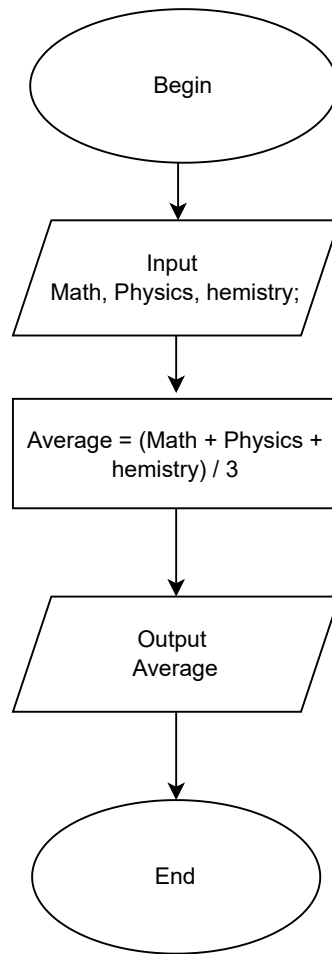 Begin
Input
Math, Physics, hemistry;
Average = (Math + Physics +
hemistry) / 3
Output
Average
End